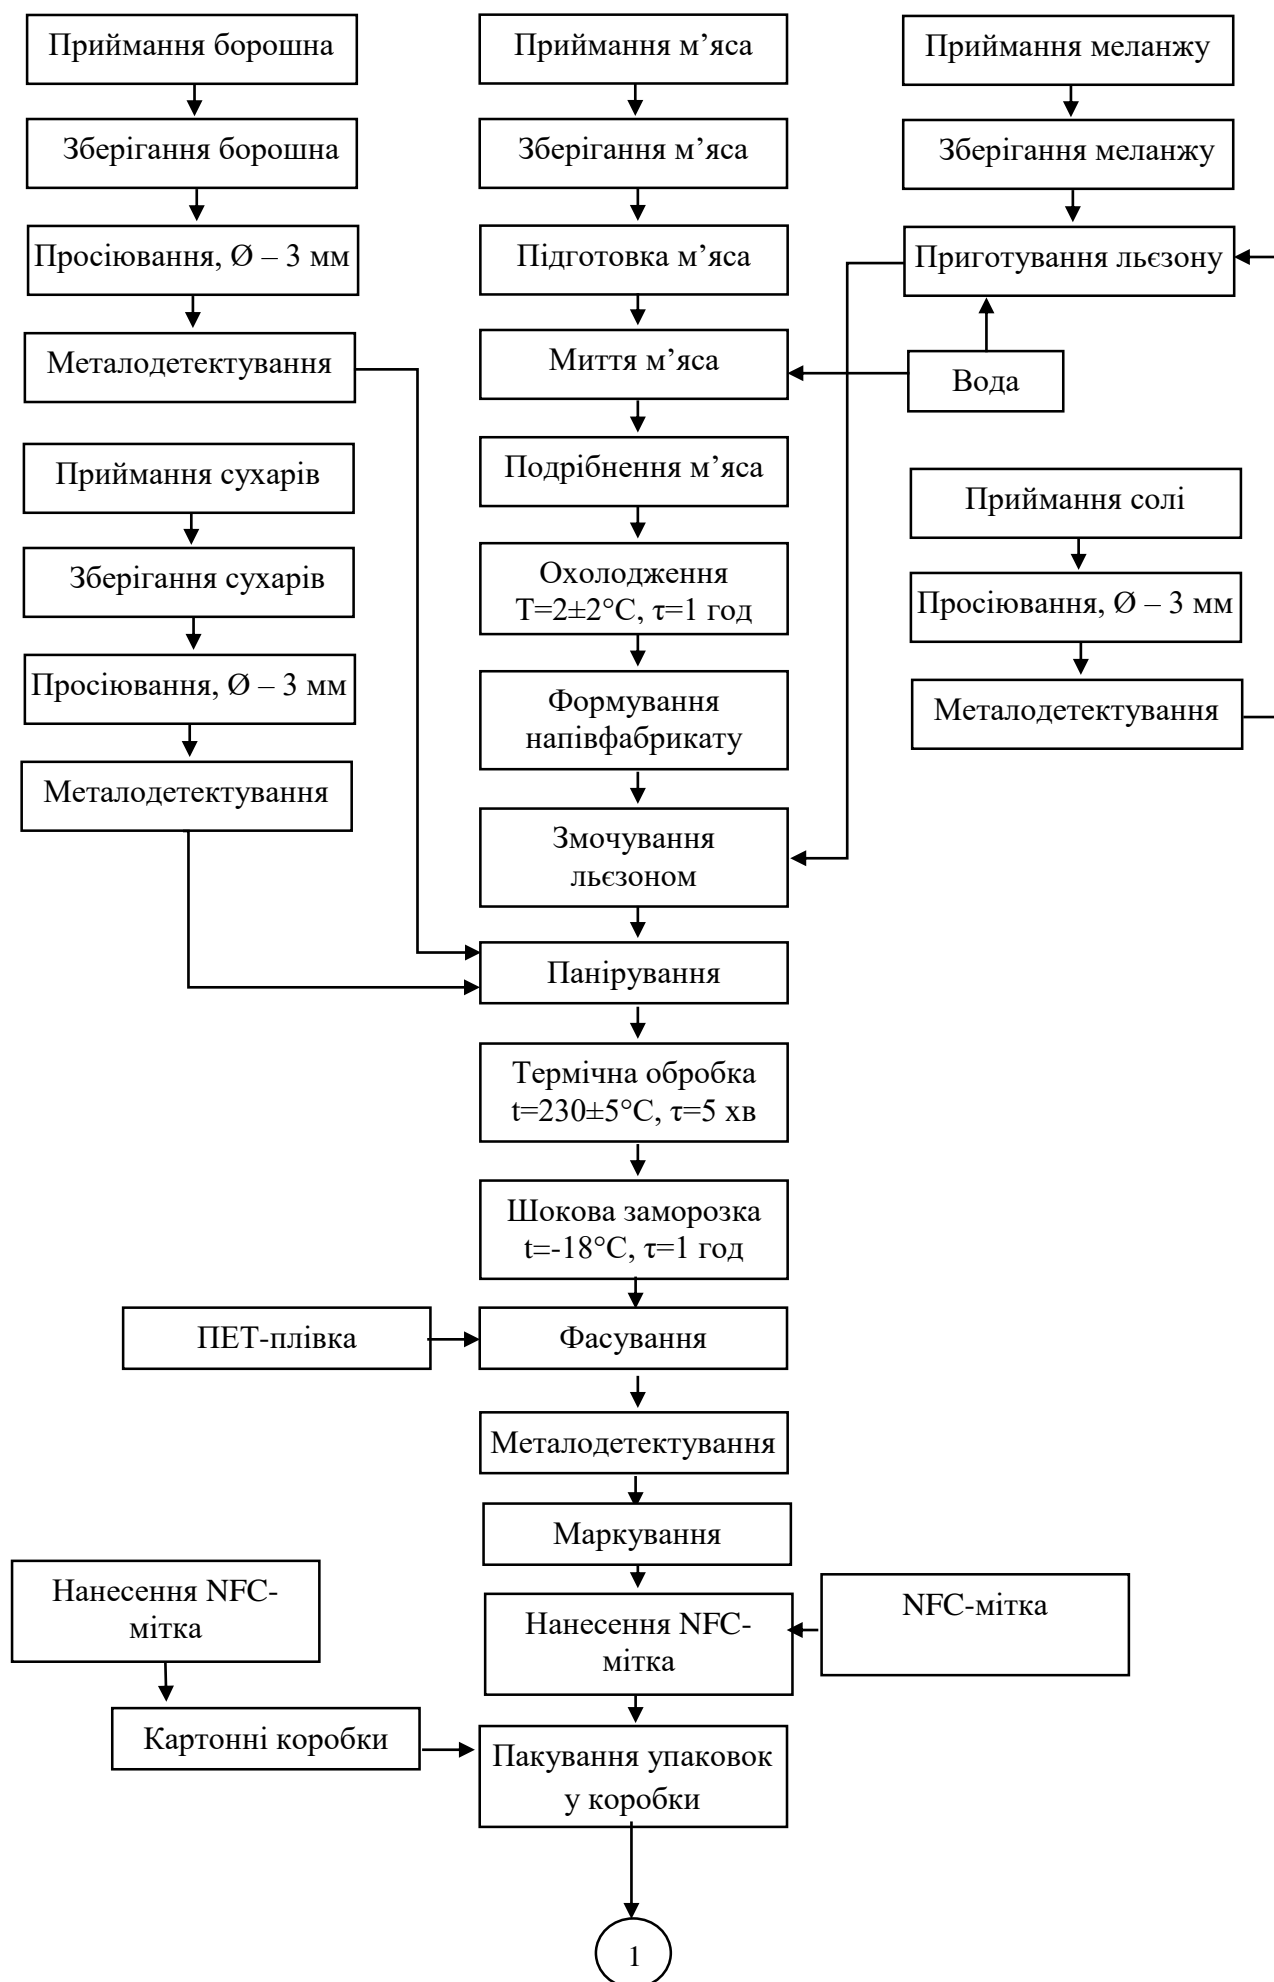 Приймання борошна
Приймання м’яса
Приймання меланжу
Зберігання борошна
Зберігання м’яса
Зберігання меланжу
Просіювання, Ø – 3 мм
Підготовка м’яса
Приготування льєзону
Металодетектування
Миття м’яса
Вода
Приймання сухарів
Подрібнення м’яса
Приймання солі
Зберігання сухарів
Охолодження
Т=2±2°С, τ=1 год
Просіювання, Ø – 3 мм
Просіювання, Ø – 3 мм
Формування
напівфабрикату
Металодетектування
Металодетектування
Змочування
льєзоном
Панірування
Термічна обробка
t=230±5°С, τ=5 хв
Шокова заморозка
t=-18°С, τ=1 год
ПЕТ-плівка
Фасування
Металодетектування
Маркування
Нанесення NFC-
мітка
Нанесення NFC-
мітка
NFC-мітка
Картонні коробки
Пакування упаковок
у коробки
1